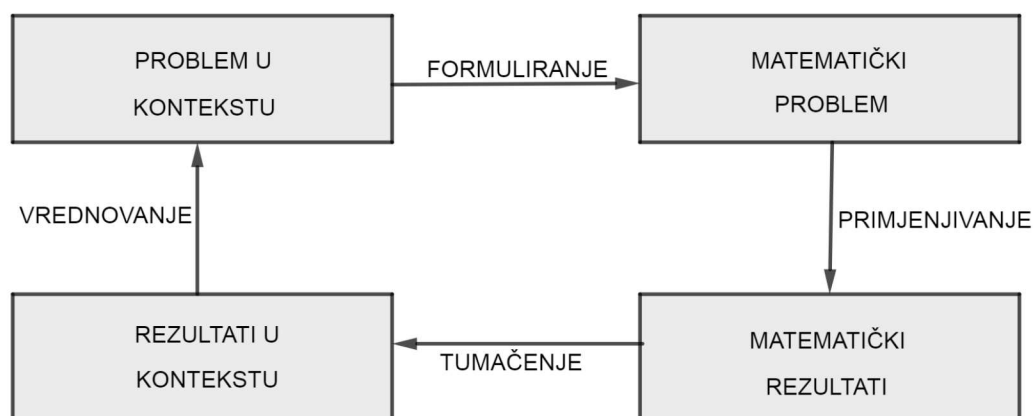 PROBLEM U
KONTEKSTU
FORMULIRANJE
MATEMATIČKI
PROBLEM
VREDNOVANJE
PRIMJENJIVANJE
REZULTATI U
KONTEKSTU
TUMAČENJE
MATEMATIČKI
REZULTATI